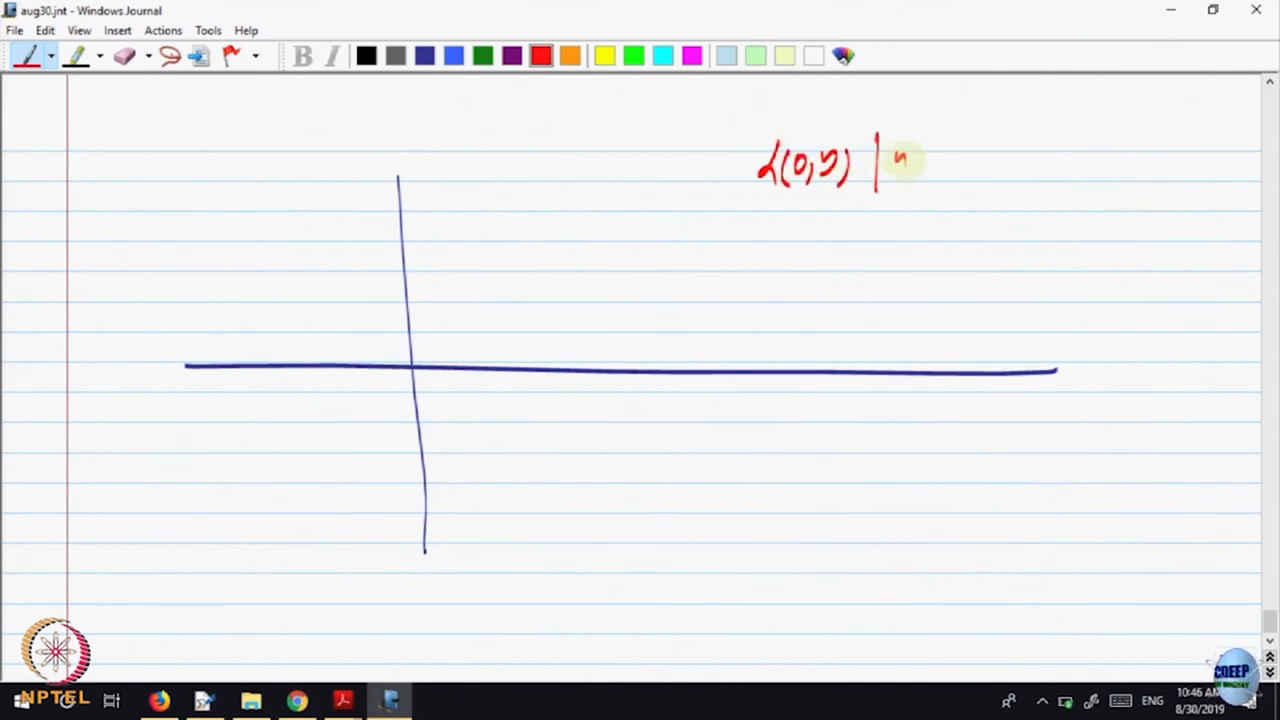 aug30.jnt - Windows Journal
File Edit View Insert Actions Tools Help
B I
{(0,y) |
NPTEL
CDEEP
ENG
10:46 AM
8/30/2019